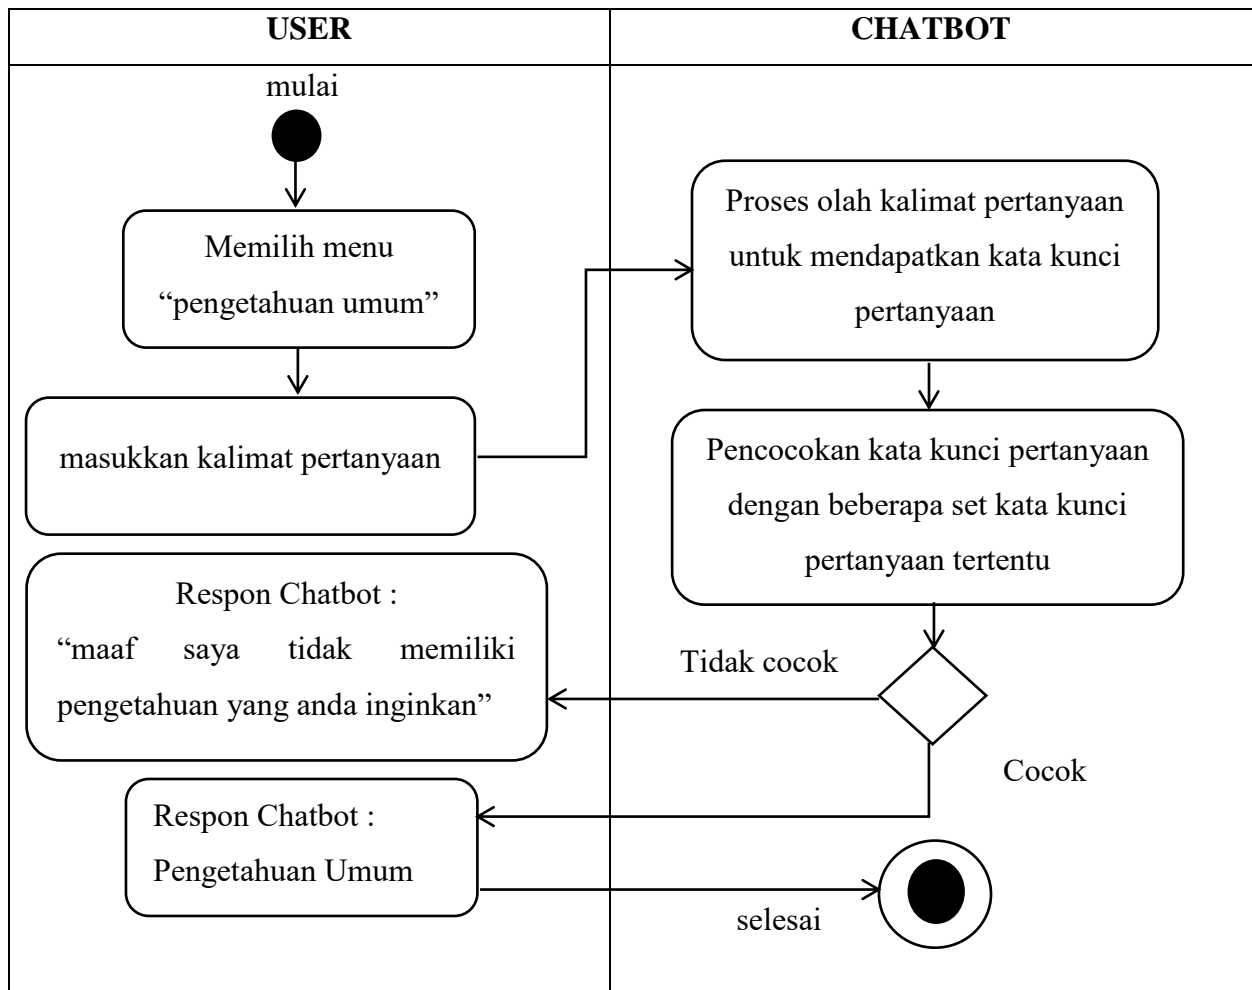 USER
CHATBOT
mulai
Memilih menu
“pengetahuan umum”
masukkan kalimat pertanyaan
Proses olah kalimat pertanyaan
untuk mendapatkan kata kunci
pertanyaan
Pencocokan kata kunci pertanyaan
dengan beberapa set kata kunci
pertanyaan tertentu
Tidak cocok
Respon Chatbot :
“maaf saya tidak memiliki
pengetahuan yang anda inginkan”
Cocok
Respon Chatbot :
Pengetahuan Umum
selesai